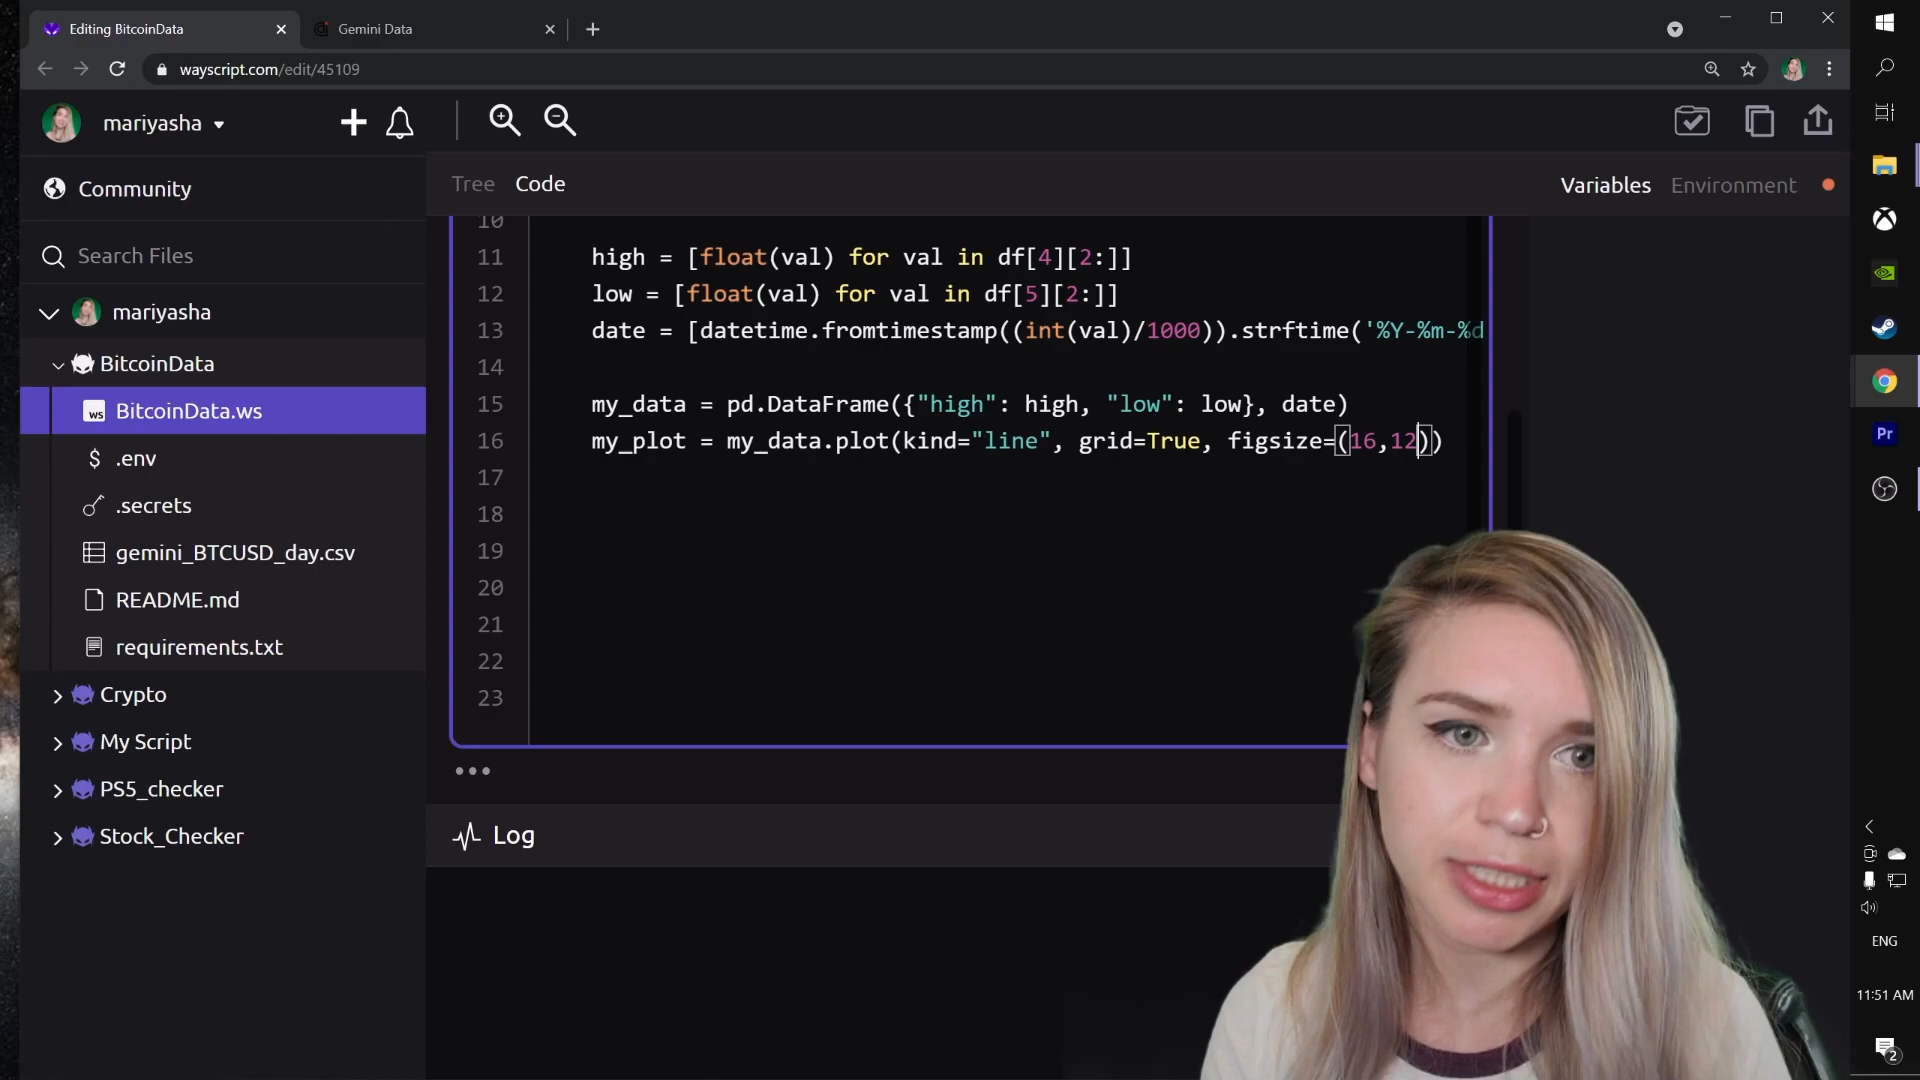 Editing BitcoinData
Gemini Data
wayscript.com/edit/45109
mariyasha
Community
Search Files
mariyasha
BitcoinData
ws BitcoinData.ws
$ .env
.secrets
gemini_BTCUSD_day.csv
README.md
requirements.txt
Crypto
My Script
PS5_checker
Stock_Checker
Tree Code
Variables Environment
10
11 high = [float(val) for val in df[4][2:]]
12 low = [float(val) for val in df[5][2:]]
13 date = [datetime.fromtimestamp((int(val)/1000)).strftime('%Y-%m-%d
14
15 my_data = pd.DataFrame({"high": high, "low": low}, date)
16 my_plot = my_data.plot(kind="line", grid=True, figsize=(16,12))
17
18
19
20
21
22
23
Log
Pr
ENG
11:51 AM
2